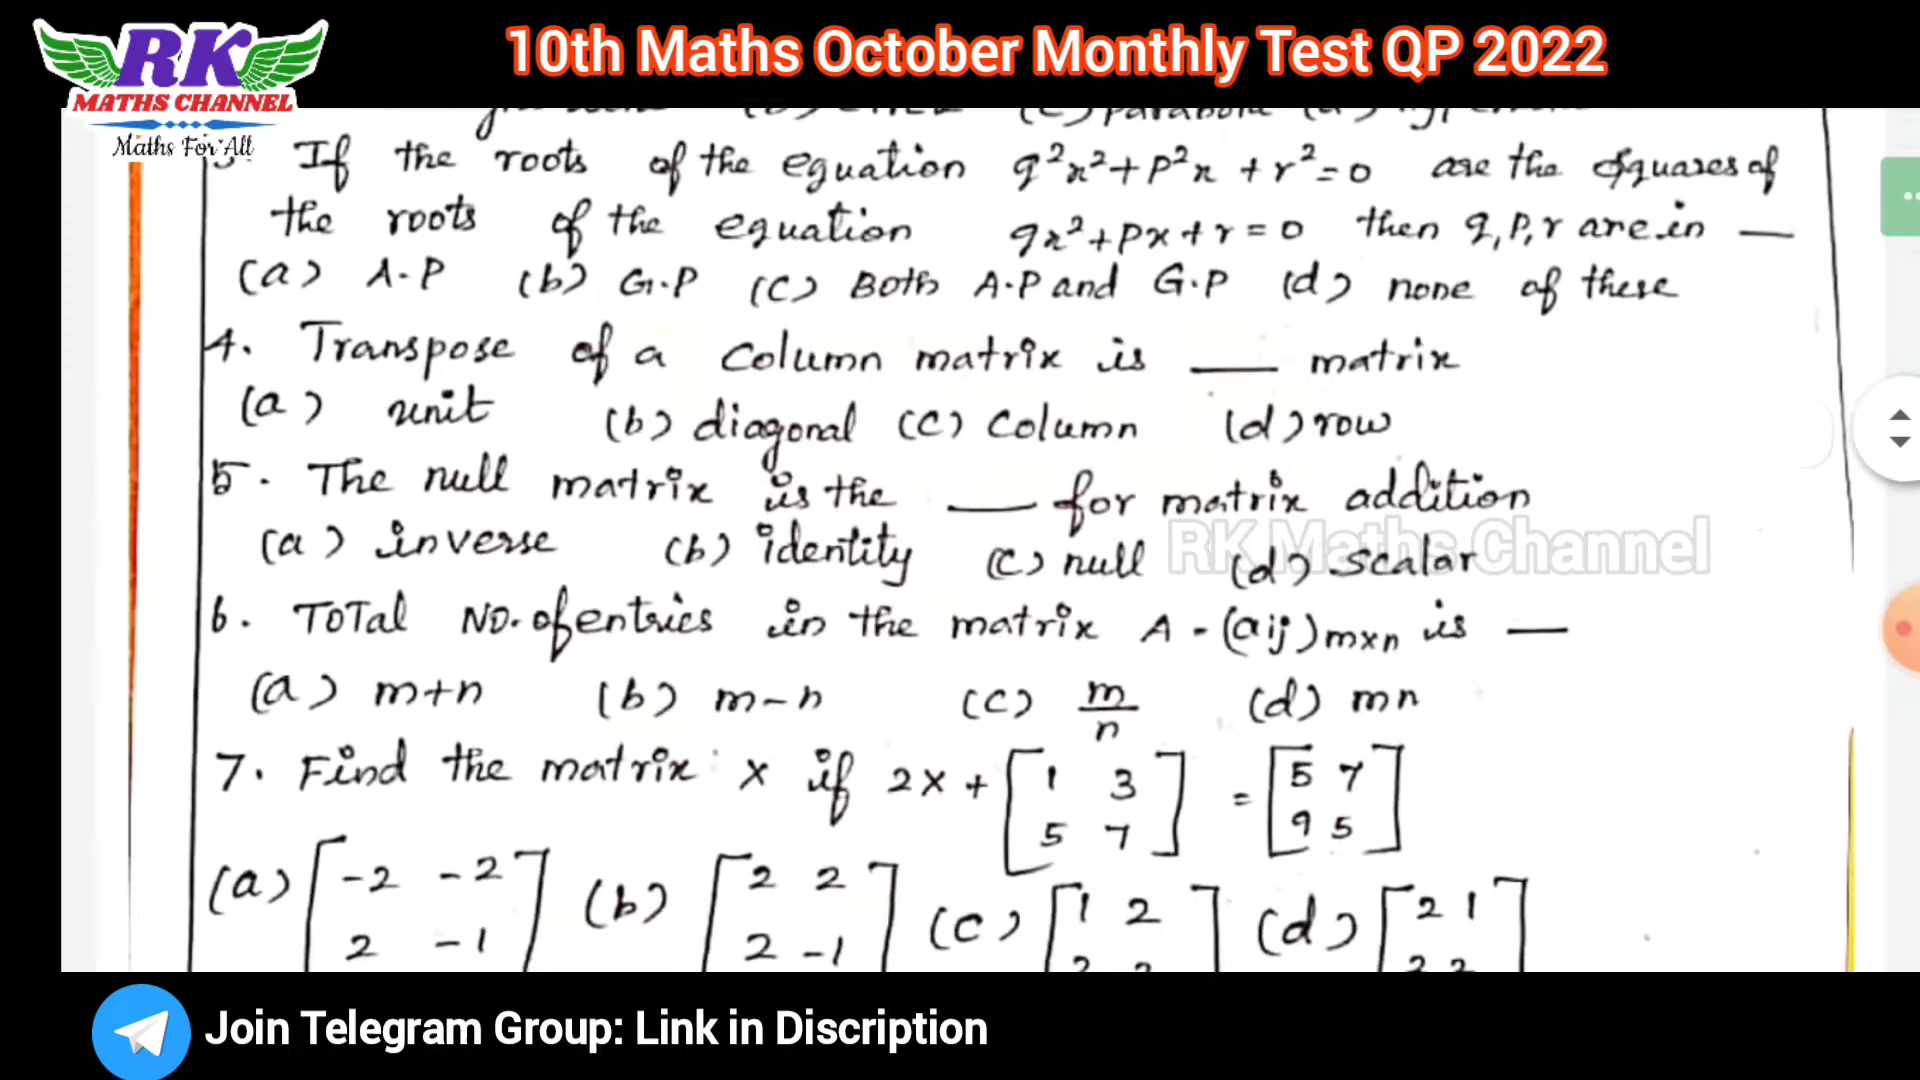 RK
MATHS CHANNEL
Maths For All
10th Maths October Monthly Test QP 2022
(c) parabola (d)
If the roots of the equation q²x²+p²x+r²=0 are the squares of
the roots of the equation qx²+px+r=0 then q,p,r are in —
(a) A.P (b) G.P (c) Both A.P and G.P (d) none of these
4. Transpose of a column matrix is — matrix
(a) unit (b) diagonal (c) column (d) row
5. The null matrix is the — for matrix addition
(a) inverse (b) identity (c) null (d) scalar
RK Maths Channel
6. Total No. of entries in the matrix A - (aij)m×n is —
(a) m+n (b) m-n (c) m/n (d) mn
7. Find the matrix x if 2x + [1 3
5 7] = [5 7
9 5]
(a) [-2 -2 (b) [2 2 (c) [1 2 (d) [2 1
2 -1] 2 -1]
Join Telegram Group: Link in Discription